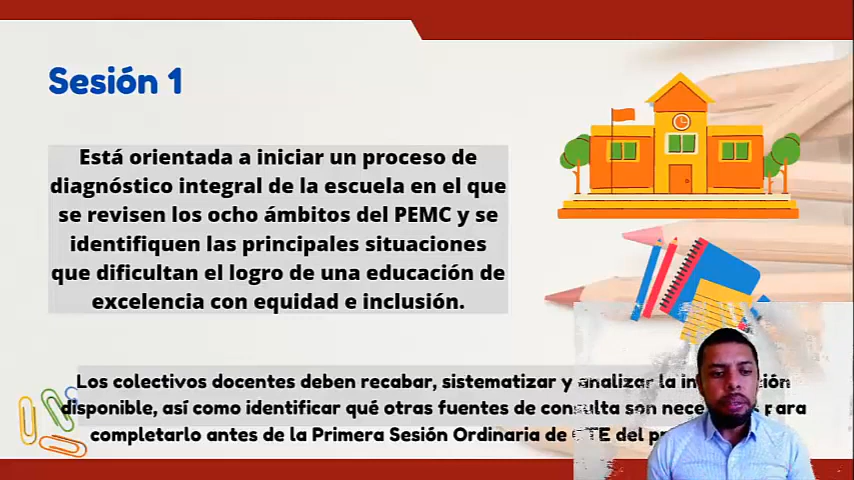 Sesión 1
Está orientada a iniciar un proceso de
diagnóstico integral de la escuela en el que
se revisen los ocho ámbitos del PEMC y se
identifiquen las principales situaciones
que dificultan el logro de una educación de
excelencia con equidad e inclusión.
Los colectivos docentes deben recabar, sistematizar y analizar la
disponible, así como identificar qué otras fuentes de consulta son para
completarlo antes de la Primera Sesión Ordinaria de del